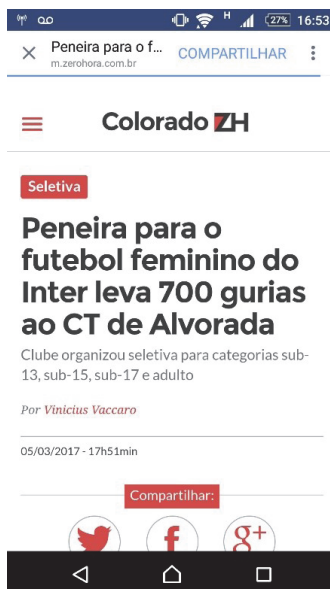 H 27% 16:53
Peneira para o f... COMPARTILHAR
m.zerohora.com.br
Colorado ZH
Seletiva
Peneira para o
futebol feminino do
Inter leva 700 gurias
ao CT de Alvorada
Clube organizou seletiva para categorias sub-
13, sub-15, sub-17 e adulto
Por Vinicius Vaccaro
05/03/2017 - 17h51min
Compartilhar:
f
g+